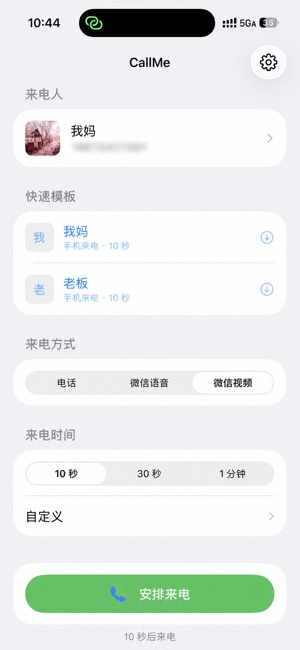 10:44
5GA 35
CallMe
来电人
我妈
快速模板
我
我妈
手机来电 · 10 秒
老
老板
手机来电 · 10 秒
来电方式
电话
微信语音
微信视频
来电时间
10 秒
30 秒
1 分钟
自定义
安排来电
10 秒后来电